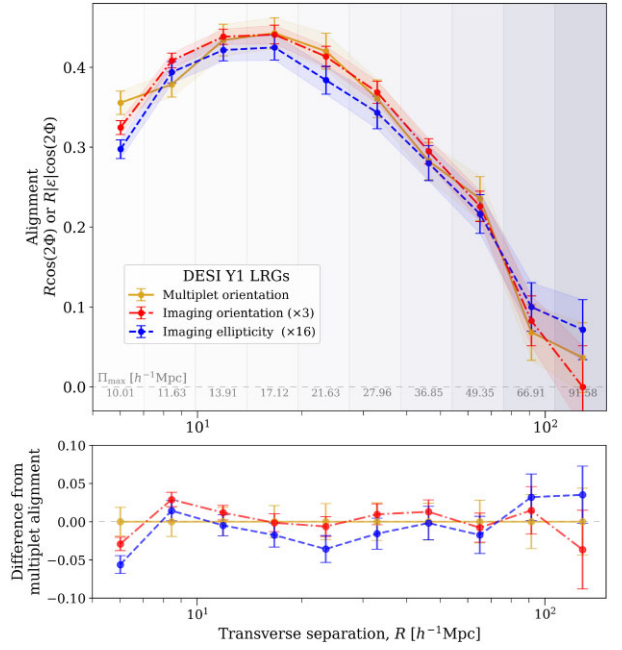 0.4
0.3
0.2
0.1
0.0
Alignment
Rcos(2Φ) or R|ε|cos(2Φ)
DESI Y1 LRGs
Multiplet orientation
Imaging orientation (×3)
Imaging ellipticity (×16)
Π_max [h⁻¹Mpc]
10.01 11.63 13.91 17.12 21.63 27.96 36.85 49.35 66.91 91.58
10¹ 10²
0.10
0.05
0.00
−0.05
−0.10
Difference from
multiplet alignment
10¹ 10²
Transverse separation, R [h⁻¹Mpc]